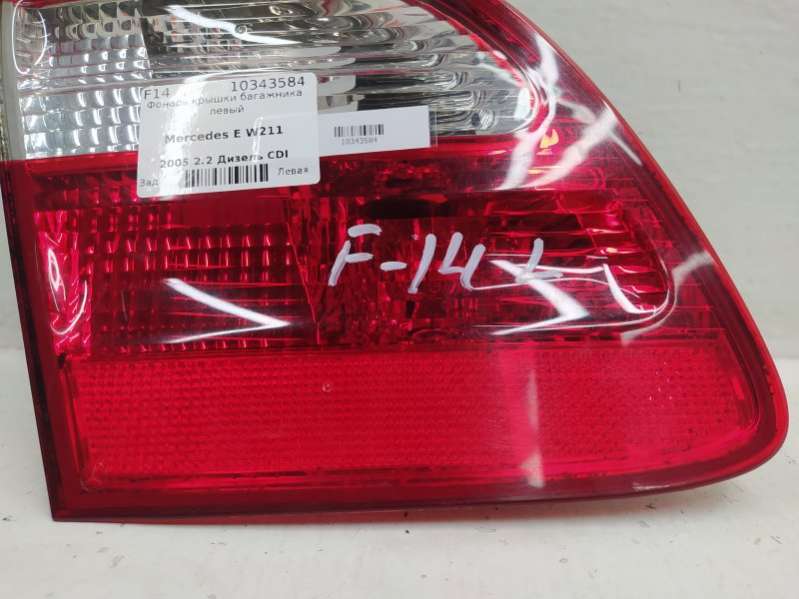 F14 10343584
Фонарь крышки багажника
левый
Mercedes E W211
2005 2.2 Дизель CDI
Зад Левая
10343584
F-14 L